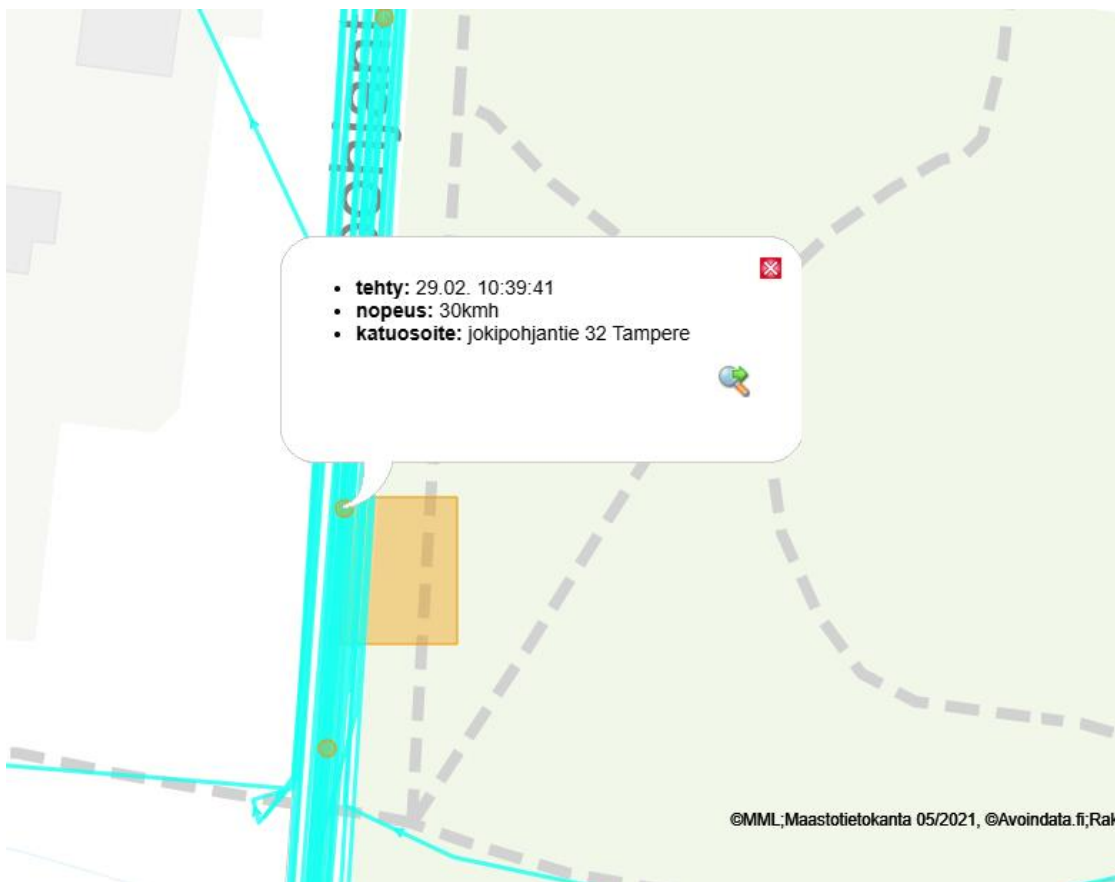 tehty: 29.02. 10:39:41
nopeus: 30kmh
katuosoite: jokipohjantie 32 Tampere
©MML;Maastotietokanta 05/2021, ©Avoindata.fi;Rak